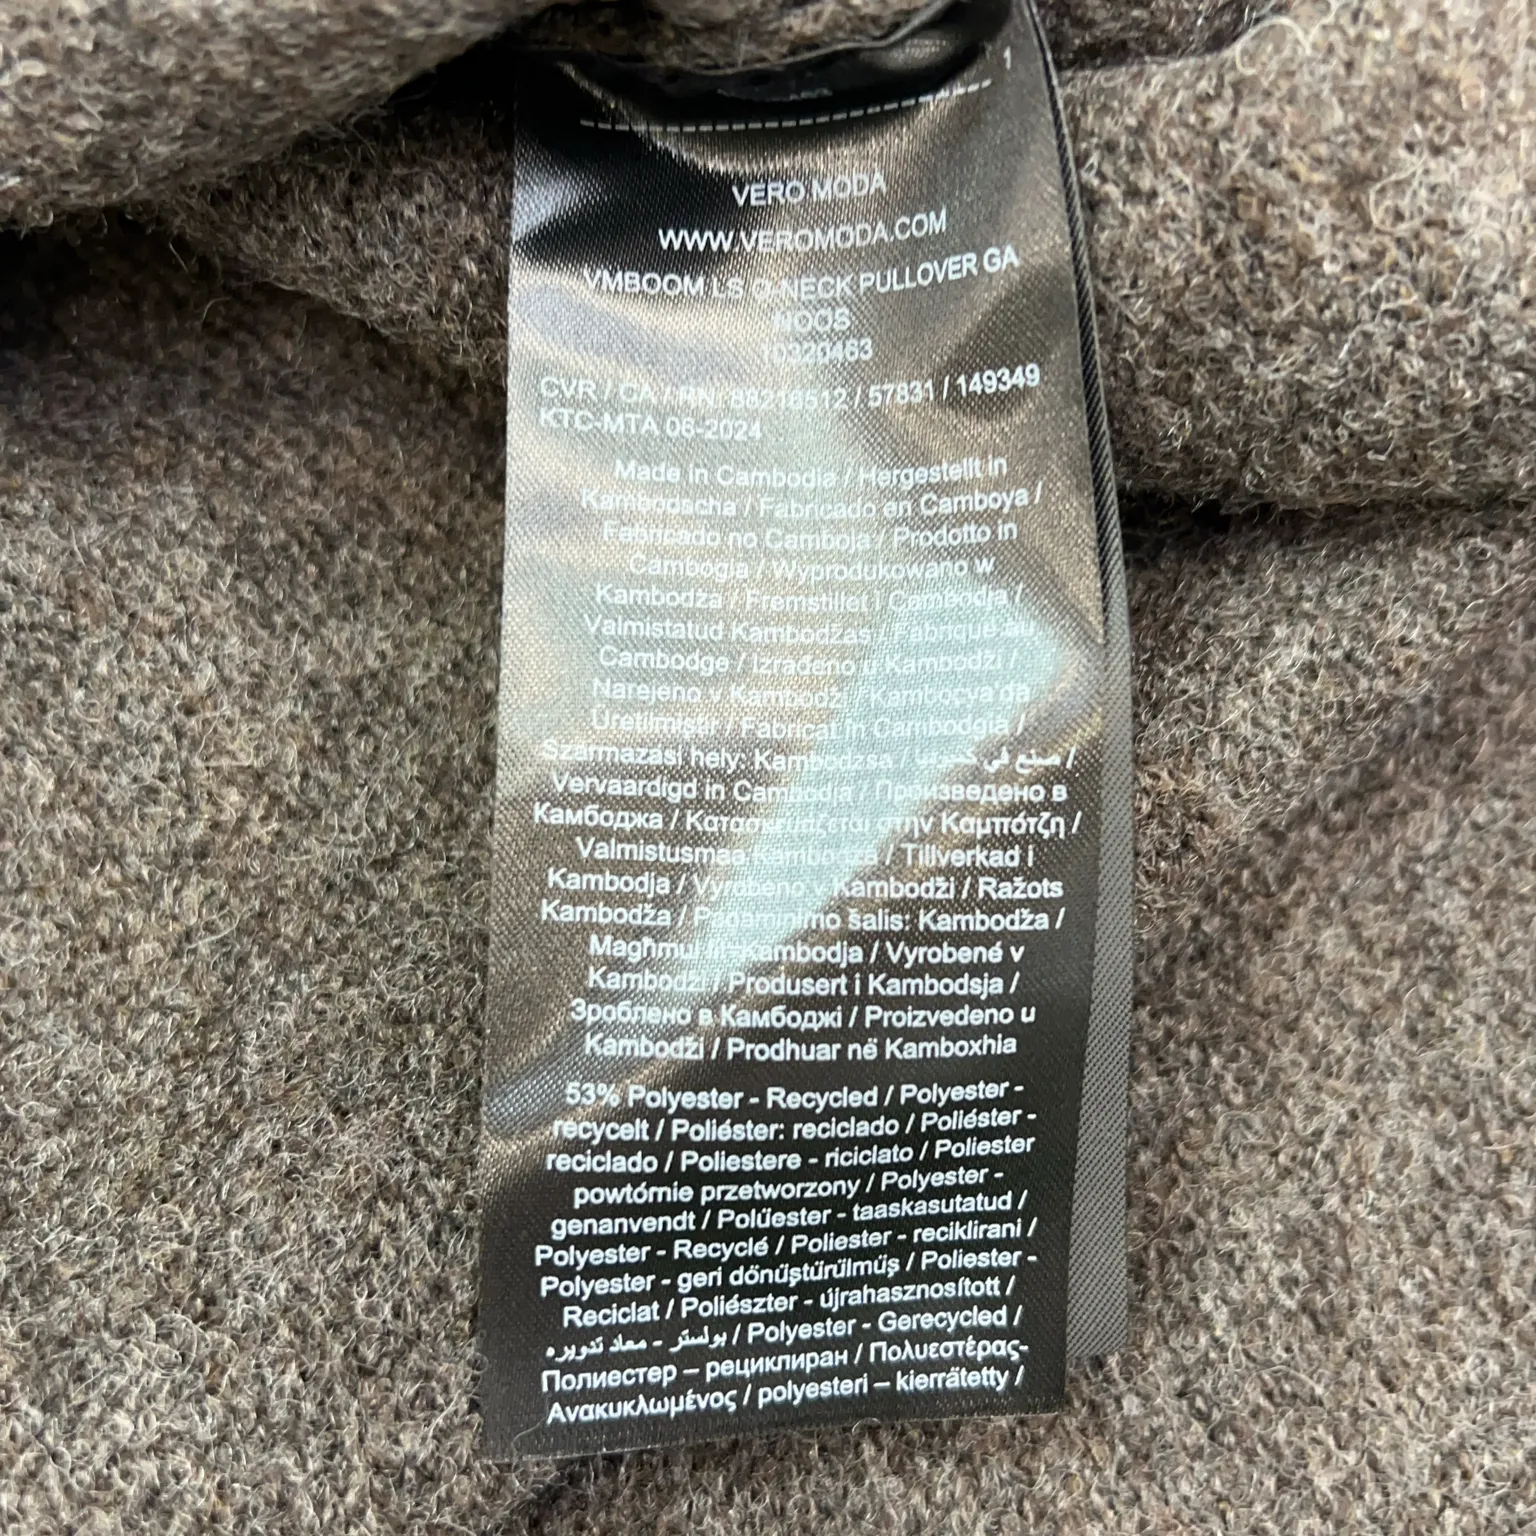 1
VERO MODA
WWW.VEROMODA.COM
VMBOOM LS O-NECK PULLOVER GA
NOOS
10320463
CVR / CA / RN: 88216512 / 57831 / 149349
KTC-MTA 06-2024
Made in Cambodia / Hergestellt in
Kambodscha / Fabricado en Camboya /
Fabricado no Camboja / Prodotto in
Cambogia / Wyprodukowano w
Kambodża / Fremstillet i Cambodja /
Valmistatud Kambodžas / Fabriqué au
Cambodge / Izrađeno u Kambodži /
Narejeno v Kambodži / Kamboçya'da
Üretilmiştir / Fabricat în Cambodgia /
Származási hely: Kambodzsa / صنع في /
Vervaardigd in Cambodja / Произведено в
Камбоджа / Κατασκευάζεται στην Καμπότζη /
Valmistusmaa Kambodža / Tillverkad i
Kambodja / Vyrobeno v Kambodži / Ražots
Kambodža / Pagaminimo šalis: Kambodža /
Magħmul Kambodja / Vyrobené v
Kambodži / Produsert i Kambodsja /
Зроблено в Камбоджі / Proizvedeno u
Kambodži / Prodhuar në Kamboxhia
53% Polyester - Recycled / Polyester -
recycelt / Poliéster: reciclado / Poliéster -
reciclado / Poliestere - riciclato / Poliester
powtórnie przetworzony / Polyester -
genanvendt / Polüester - taaskasutatud /
Polyester - Recyclé / Poliester - reciklirani /
Polyester - geri dönüştürülmüş / Poliester -
Reciclat / Poliészter - újrahasznosított /
بولستر - معاد تدويره / Polyester - Gerecycled /
Полиестер – рециклиран / Πολυεστέρας-
Ανακυκλωμένος / polyesteri – kierrätetty /